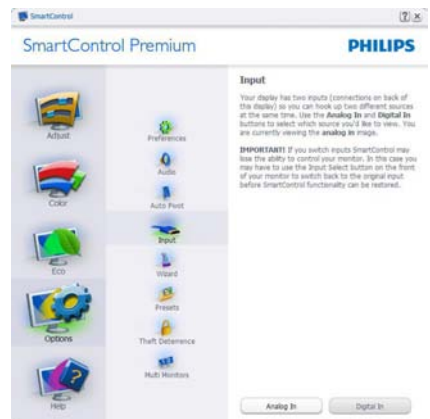 SmartControl
SmartControl Premium
PHILIPS
Adjust
Color
Eco
Options
Help
Preferences
Audio
Auto Pivot
Input
Wizard
Presets
Theft Deterrence
Multi Monitors
Input
Your display has two inputs (connections on back of
this display) so you can hook up two different sources
at the same time. Use the Analog In and Digital In
buttons to select which source you'd like to view. You
are currently viewing the analog in image.
IMPORTANT! If you switch inputs SmartControl may
lose the ability to control your monitor. In this case you
may have to use the Input Select button on the front
of your monitor to switch back to the original input
before SmartControl functionality can be restored.
Analog In
Digital In